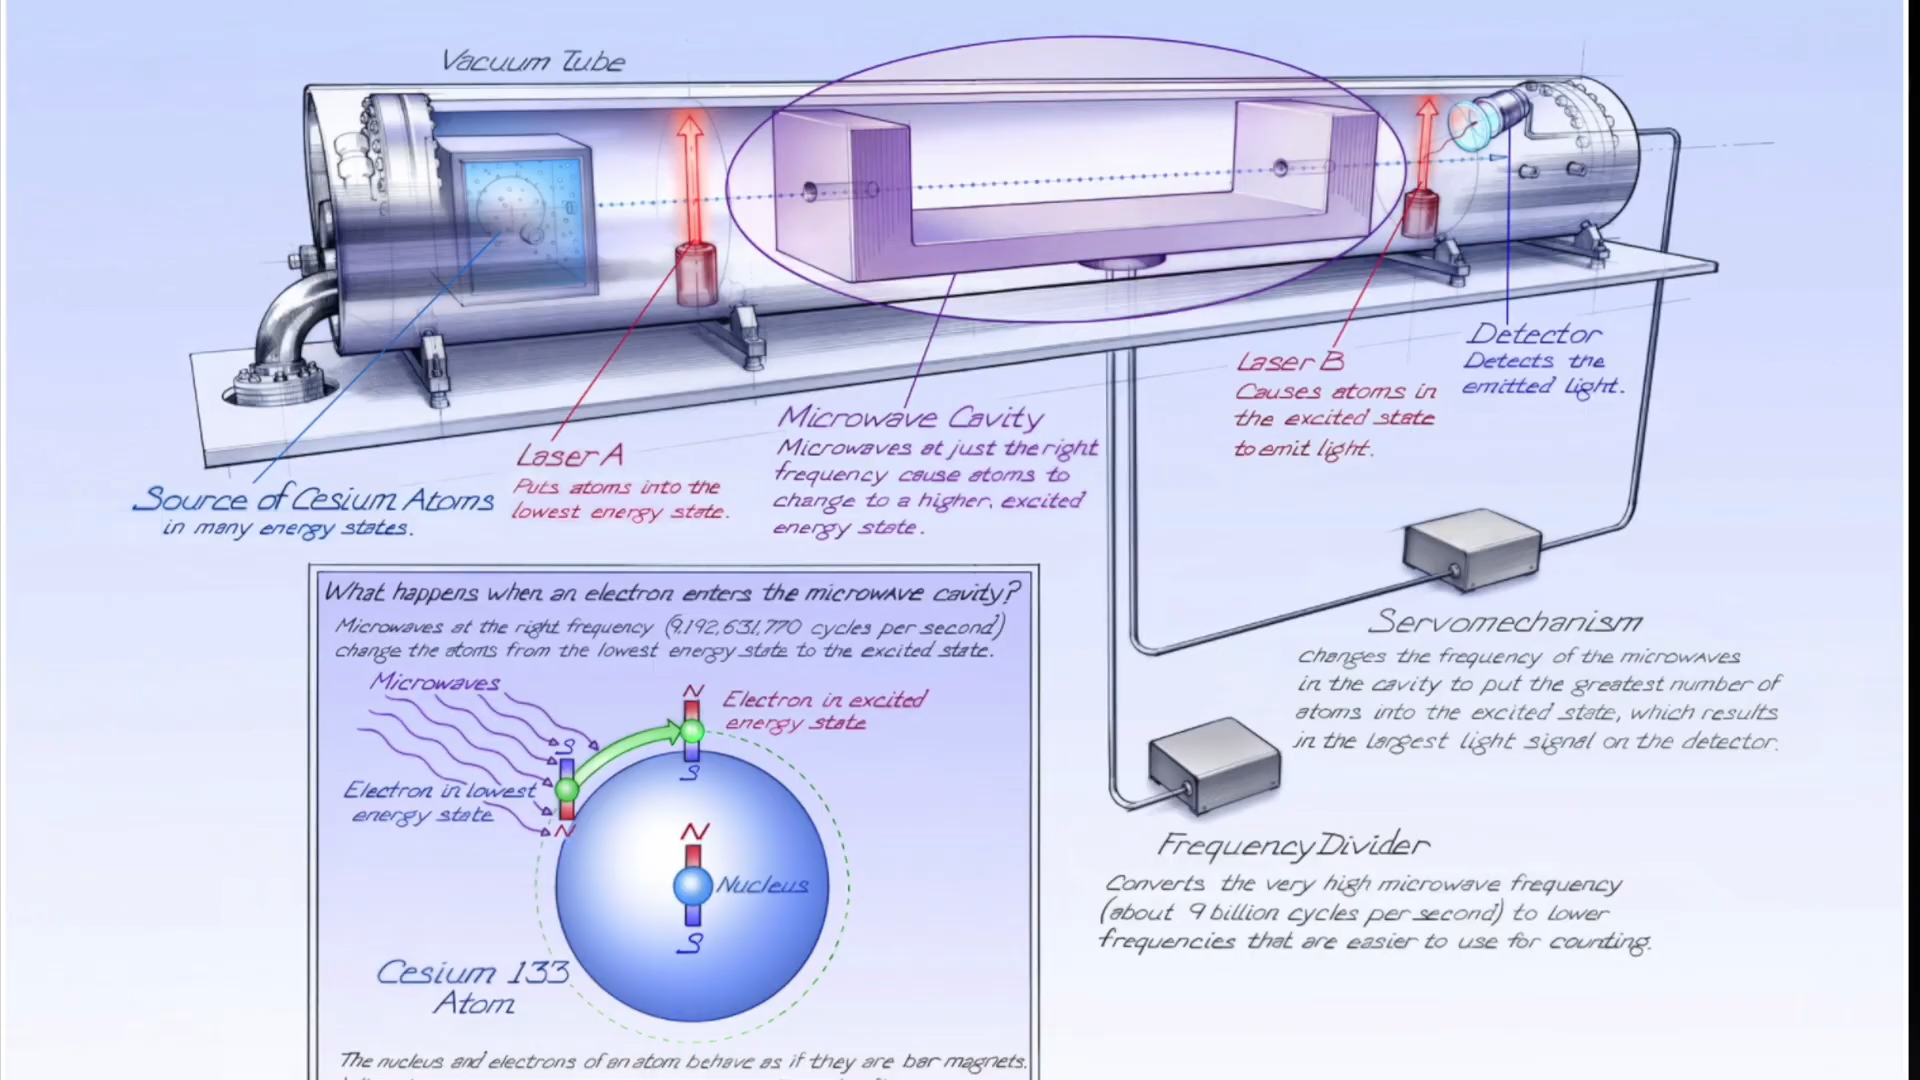 Vacuum Tube
Source of Cesium Atoms
in many energy states.
Laser A
Puts atoms into the
lowest energy state.
Microwave Cavity
Microwaves at just the right
frequency cause atoms to
change to a higher, excited
energy state.
Laser B
Causes atoms in
the excited state
to emit light.
Detector
Detects the
emitted light.
Servomechanism
Changes the frequency of the microwaves
in the cavity to put the greatest number of
atoms into the excited state, which results
in the largest light signal on the detector.
Frequency Divider
Converts the very high microwave frequency
(about 9 billion cycles per second) to lower
frequencies that are easier to use for counting.
What happens when an electron enters the microwave cavity?
Microwaves at the right frequency (9,192,631,770 cycles per second)
change the atoms from the lowest energy state to the excited state.
Microwaves
N
Electron in excited
energy state
S
S
Electron in lowest
energy state
N
N
Nucleus
S
Cesium 133
Atom
The nucleus and electrons of an atom behave as if they are bar magnets.